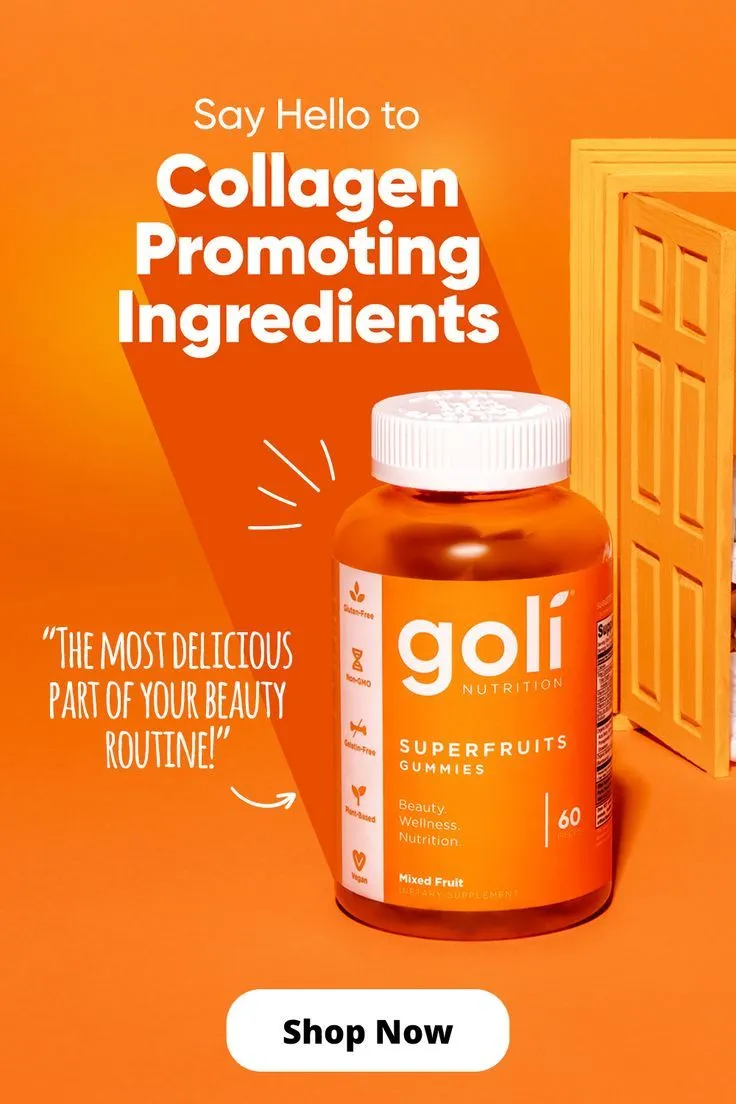 Say Hello to
Collagen
Promoting
Ingredients
“THE MOST DELICIOUS
PART OF YOUR BEAUTY
ROUTINE!”
Gluten-Free
Non-GMO
Gelatin-Free
Plant-Based
Vegan
goli
NUTRITION
SUPERFRUITS
GUMMIES
Beauty.
Wellness.
Nutrition.
60
Mixed Fruit
DIETARY SUPPLEMENT
Shop Now